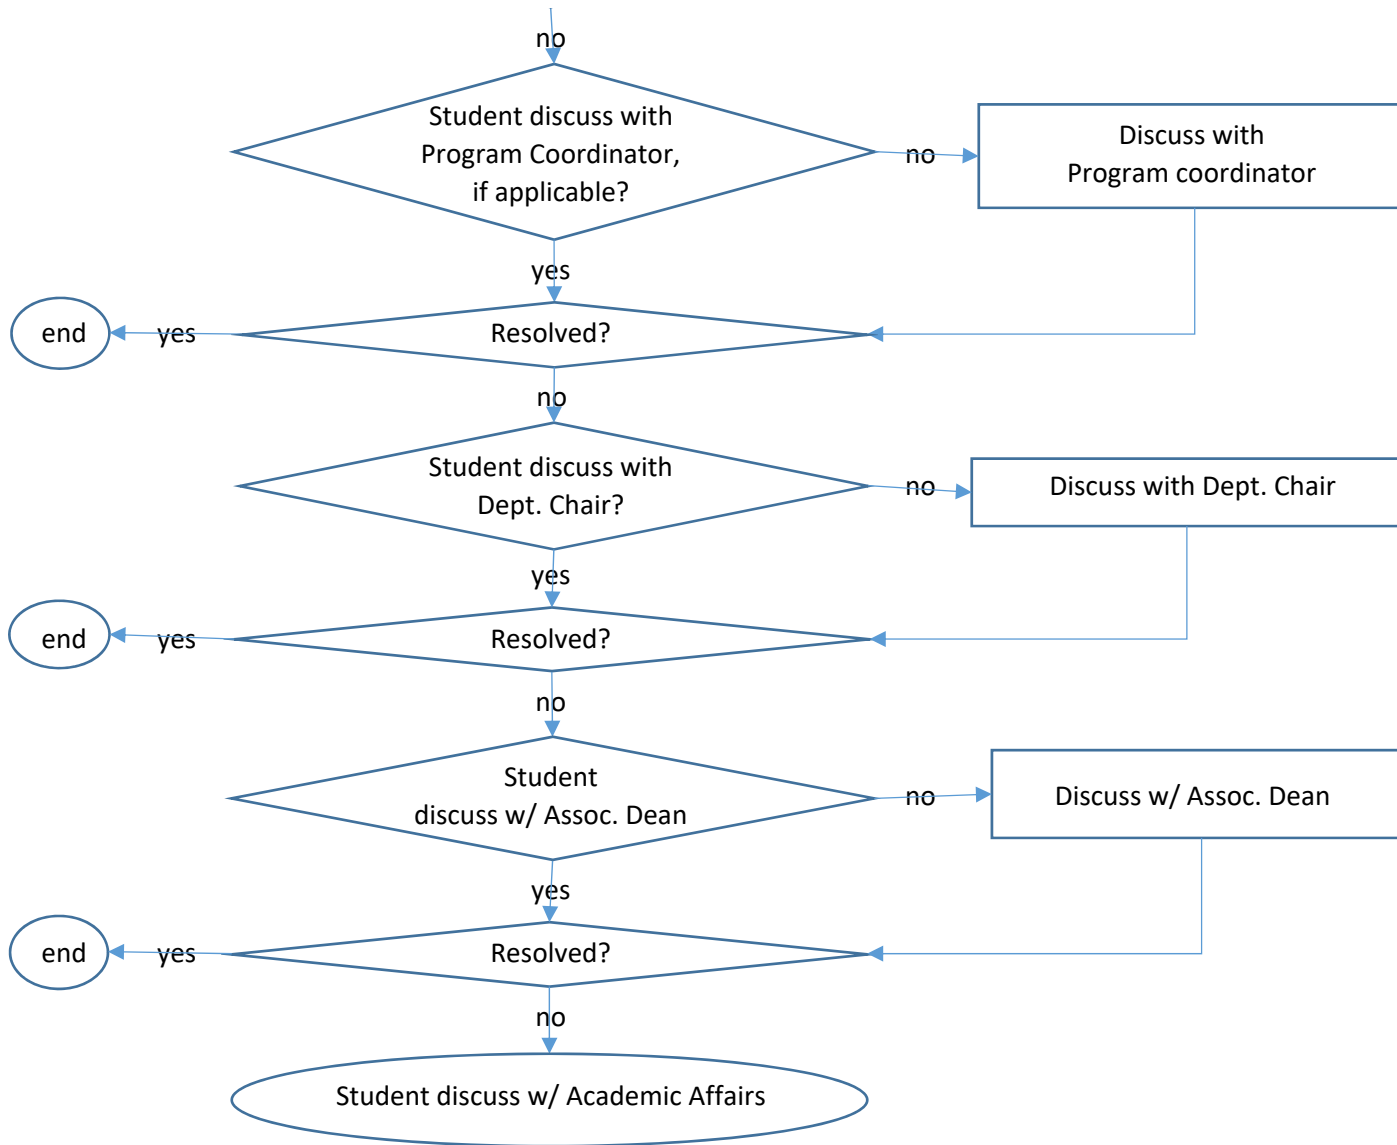 no
Student discuss with
Program Coordinator,
if applicable?
no
Discuss with
Program coordinator
yes
end
yes
Resolved?
no
Student discuss with
Dept. Chair?
no
Discuss with Dept. Chair
yes
end
yes
Resolved?
no
Student
discuss w/ Assoc. Dean
no
Discuss w/ Assoc. Dean
yes
end
yes
Resolved?
no
Student discuss w/ Academic Affairs